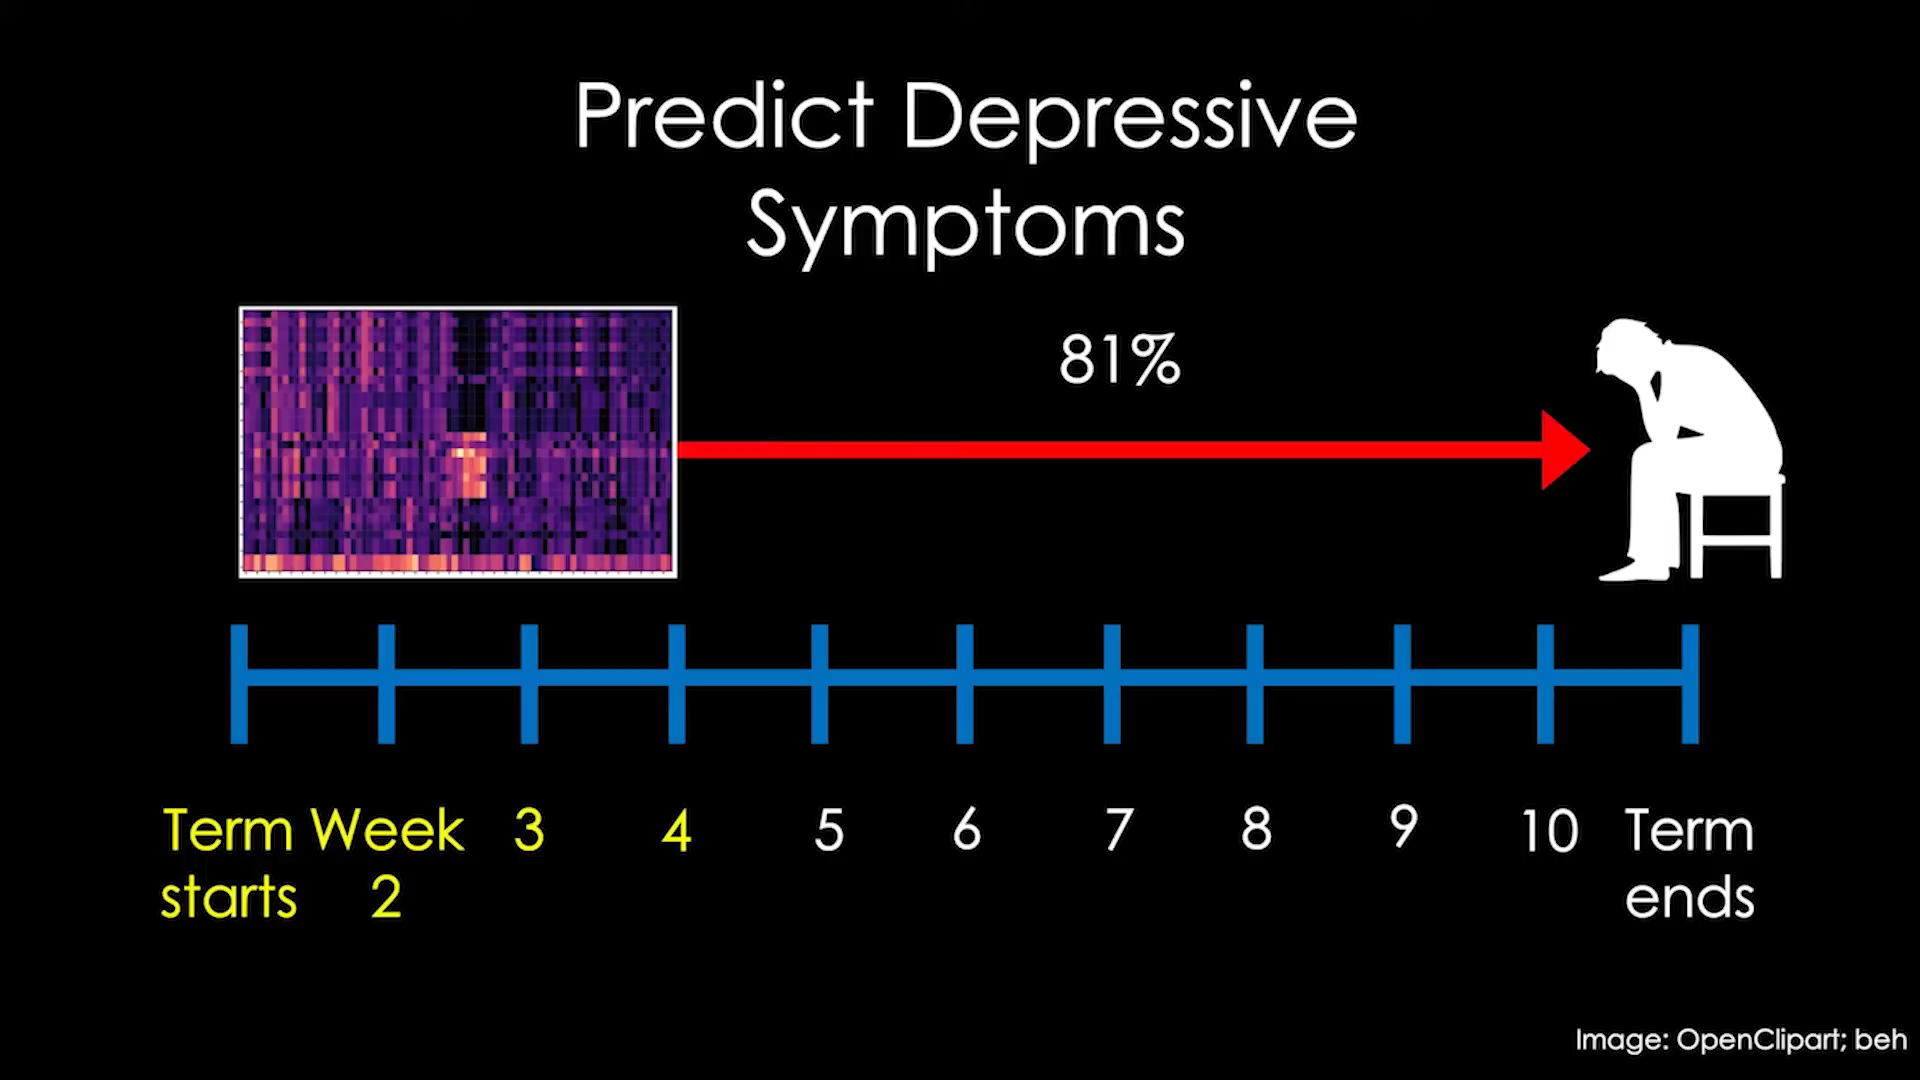 Predict Depressive
Symptoms
81%
Term Week 3 4 5 6 7 8 9 10 Term
starts 2 ends
Image: OpenClipart; beh